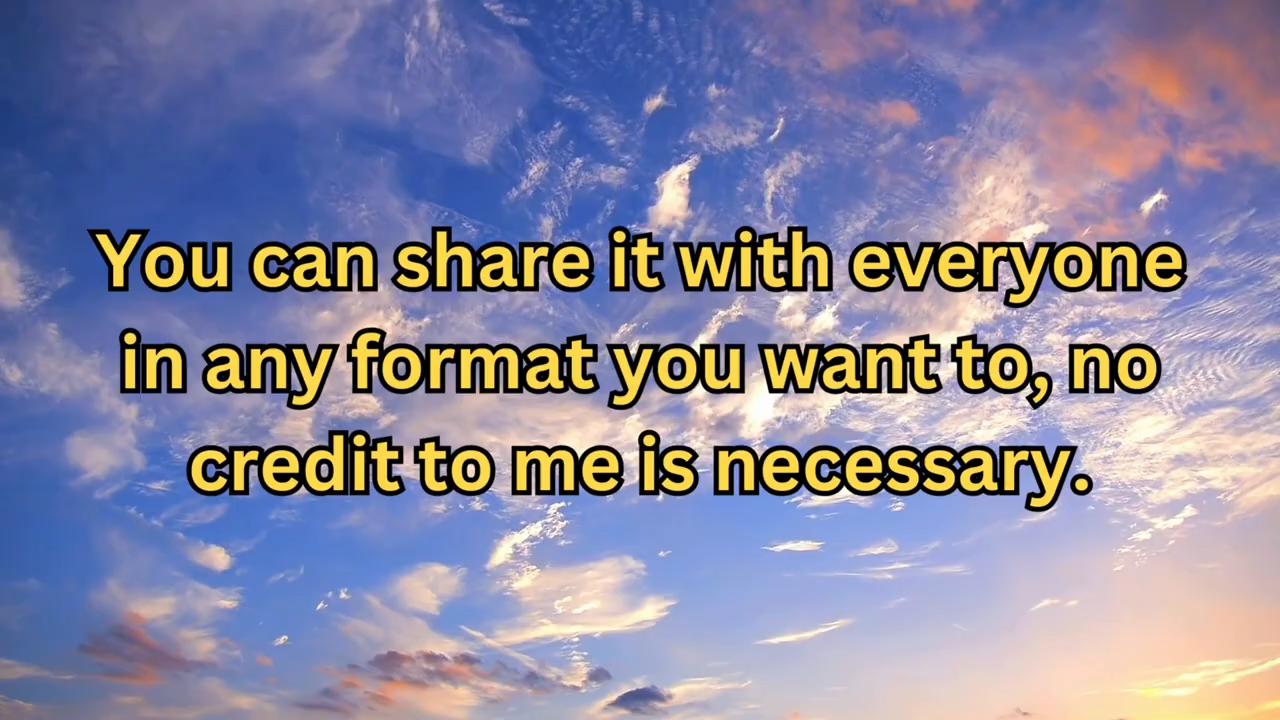 You can share it with everyone
in any format you want to, no
credit to me is necessary.